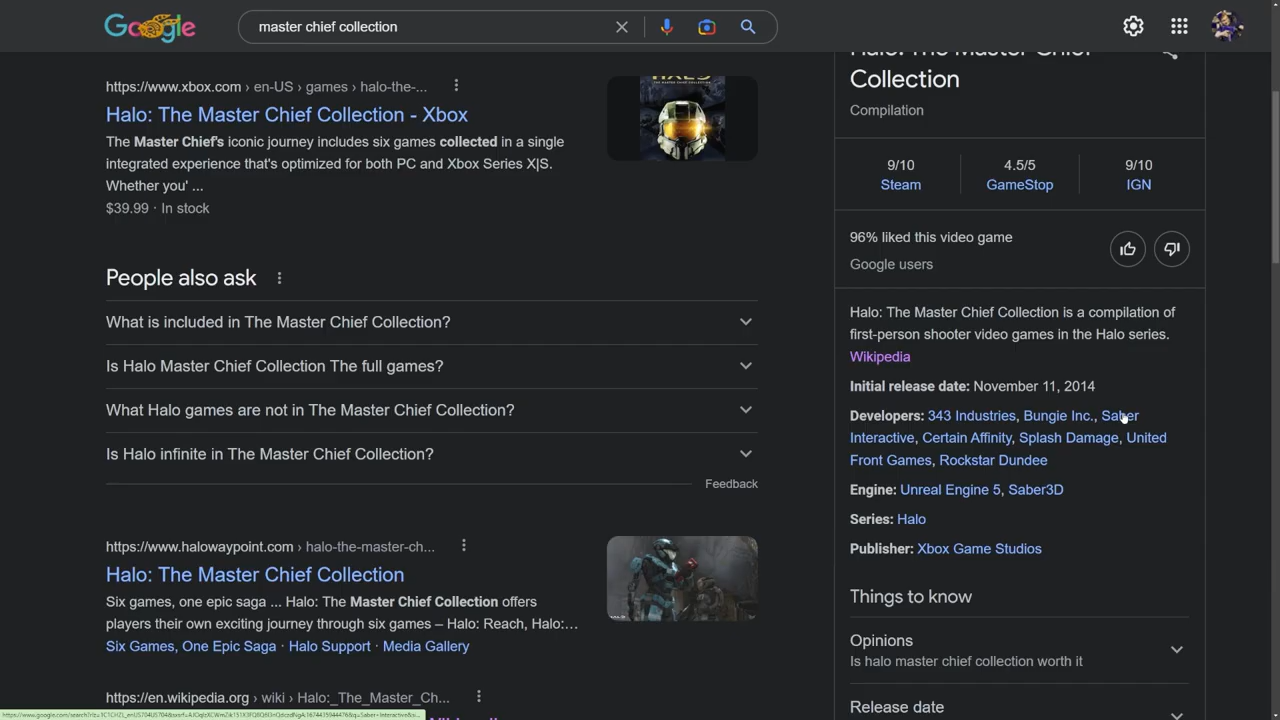 Google
master chief collection
https://www.xbox.com › en-US › games › halo-the-...
Halo: The Master Chief Collection - Xbox
The Master Chief's iconic journey includes six games collected in a single
integrated experience that's optimized for both PC and Xbox Series X|S.
Whether you' ...
$39.99 · In stock
People also ask
What is included in The Master Chief Collection?
Is Halo Master Chief Collection The full games?
What Halo games are not in The Master Chief Collection?
Is Halo infinite in The Master Chief Collection?
Feedback
https://www.halowaypoint.com › halo-the-master-ch...
Halo: The Master Chief Collection
Six games, one epic saga ... Halo: The Master Chief Collection offers
players their own exciting journey through six games – Halo: Reach, Halo:...
Six Games, One Epic Saga · Halo Support · Media Gallery
https://en.wikipedia.org › wiki › Halo:_The_Master_Ch...
Halo: The Master Chief
Collection
Compilation
9/10
Steam
4.5/5
GameStop
9/10
IGN
96% liked this video game
Google users
Halo: The Master Chief Collection is a compilation of
first-person shooter video games in the Halo series.
Wikipedia
Initial release date: November 11, 2014
Developers: 343 Industries, Bungie Inc., Saber
Interactive, Certain Affinity, Splash Damage, United
Front Games, Rockstar Dundee
Engine: Unreal Engine 5, Saber3D
Series: Halo
Publisher: Xbox Game Studios
Things to know
Opinions
Is halo master chief collection worth it
Release date